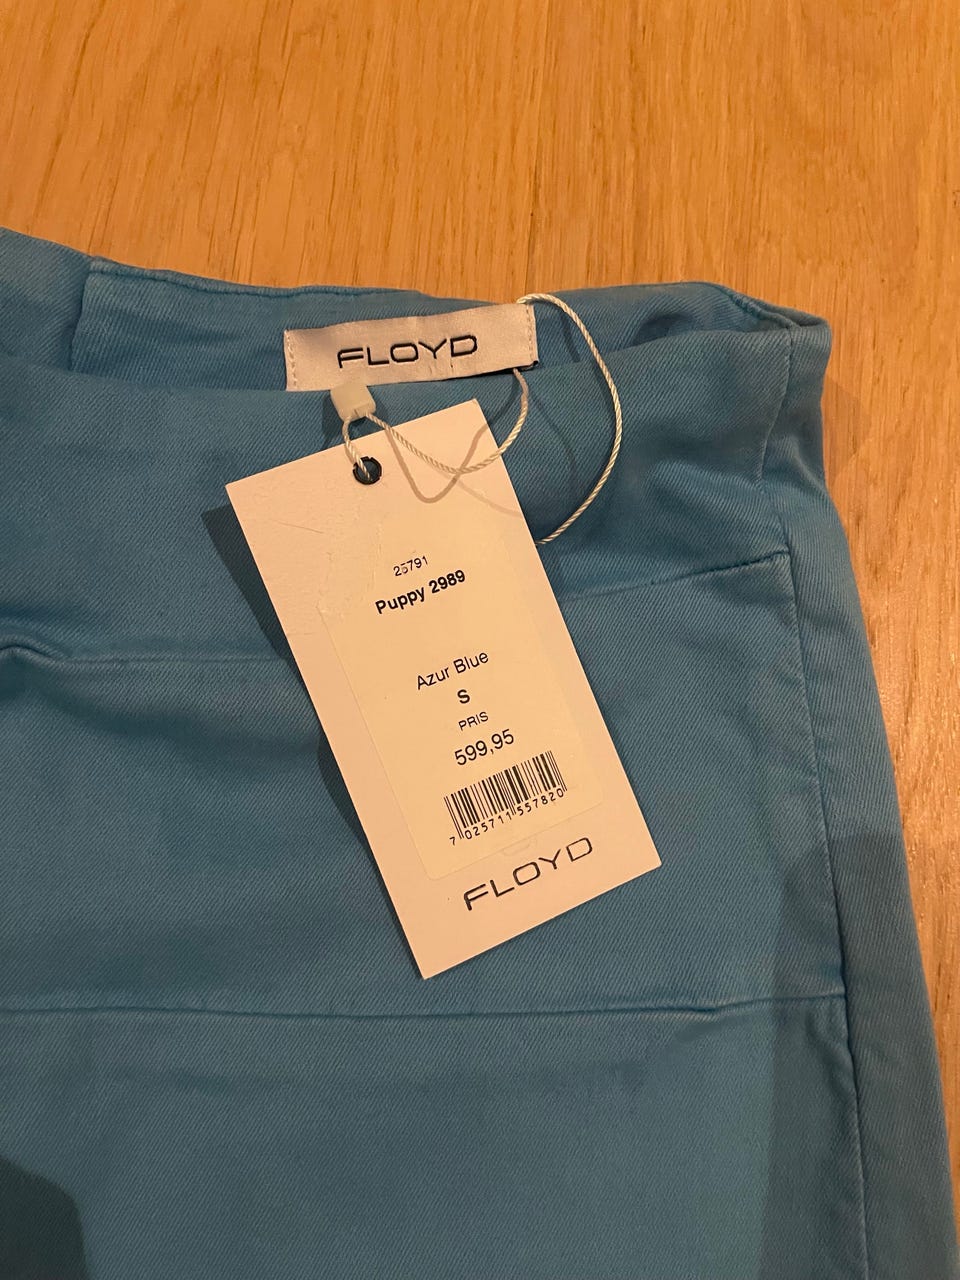 FLOYD
25791
Puppy 2989
Azur Blue
S
PRIS
599,95
7 025711 557820
FLOYD